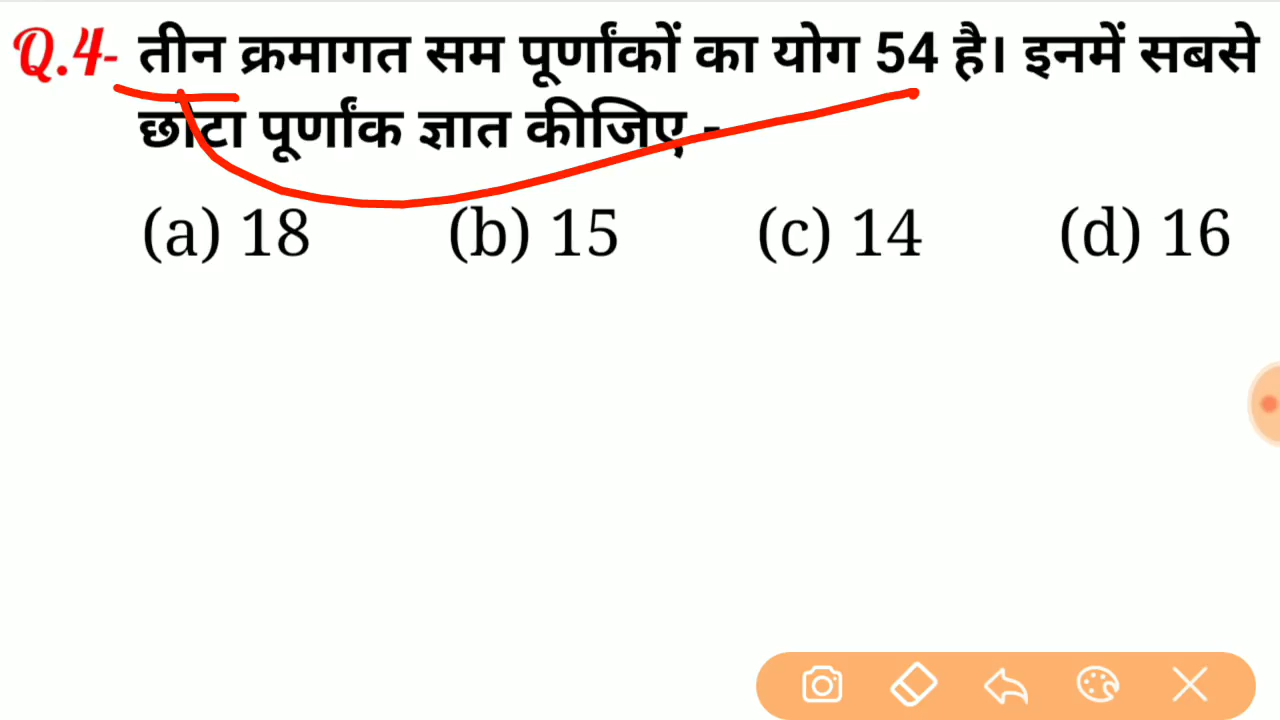 Q.4- तीन क्रमागत सम पूर्णांकों का योग 54 है। इनमें सबसे
छोटा पूर्णांक ज्ञात कीजिए -
(a) 18 (b) 15 (c) 14 (d) 16